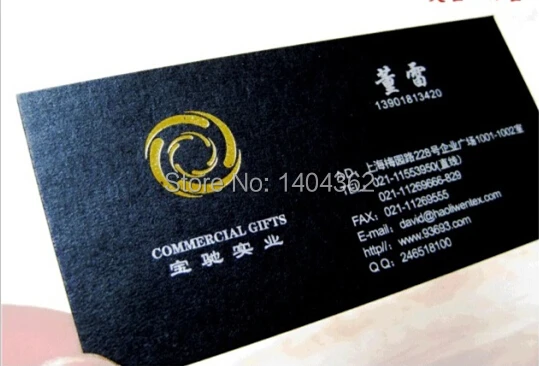 董雷
13901813420
上海梅园路228号企业广场1001-1002室
021-11553950(直线)
021-11269666-829
FAX: 021-11269555
E-mail: david@haoliwentex.com
http// www.93693.com
QQ: 246518100
COMMERCIAL GIFTS
宝驰实业
Store No: 1404362